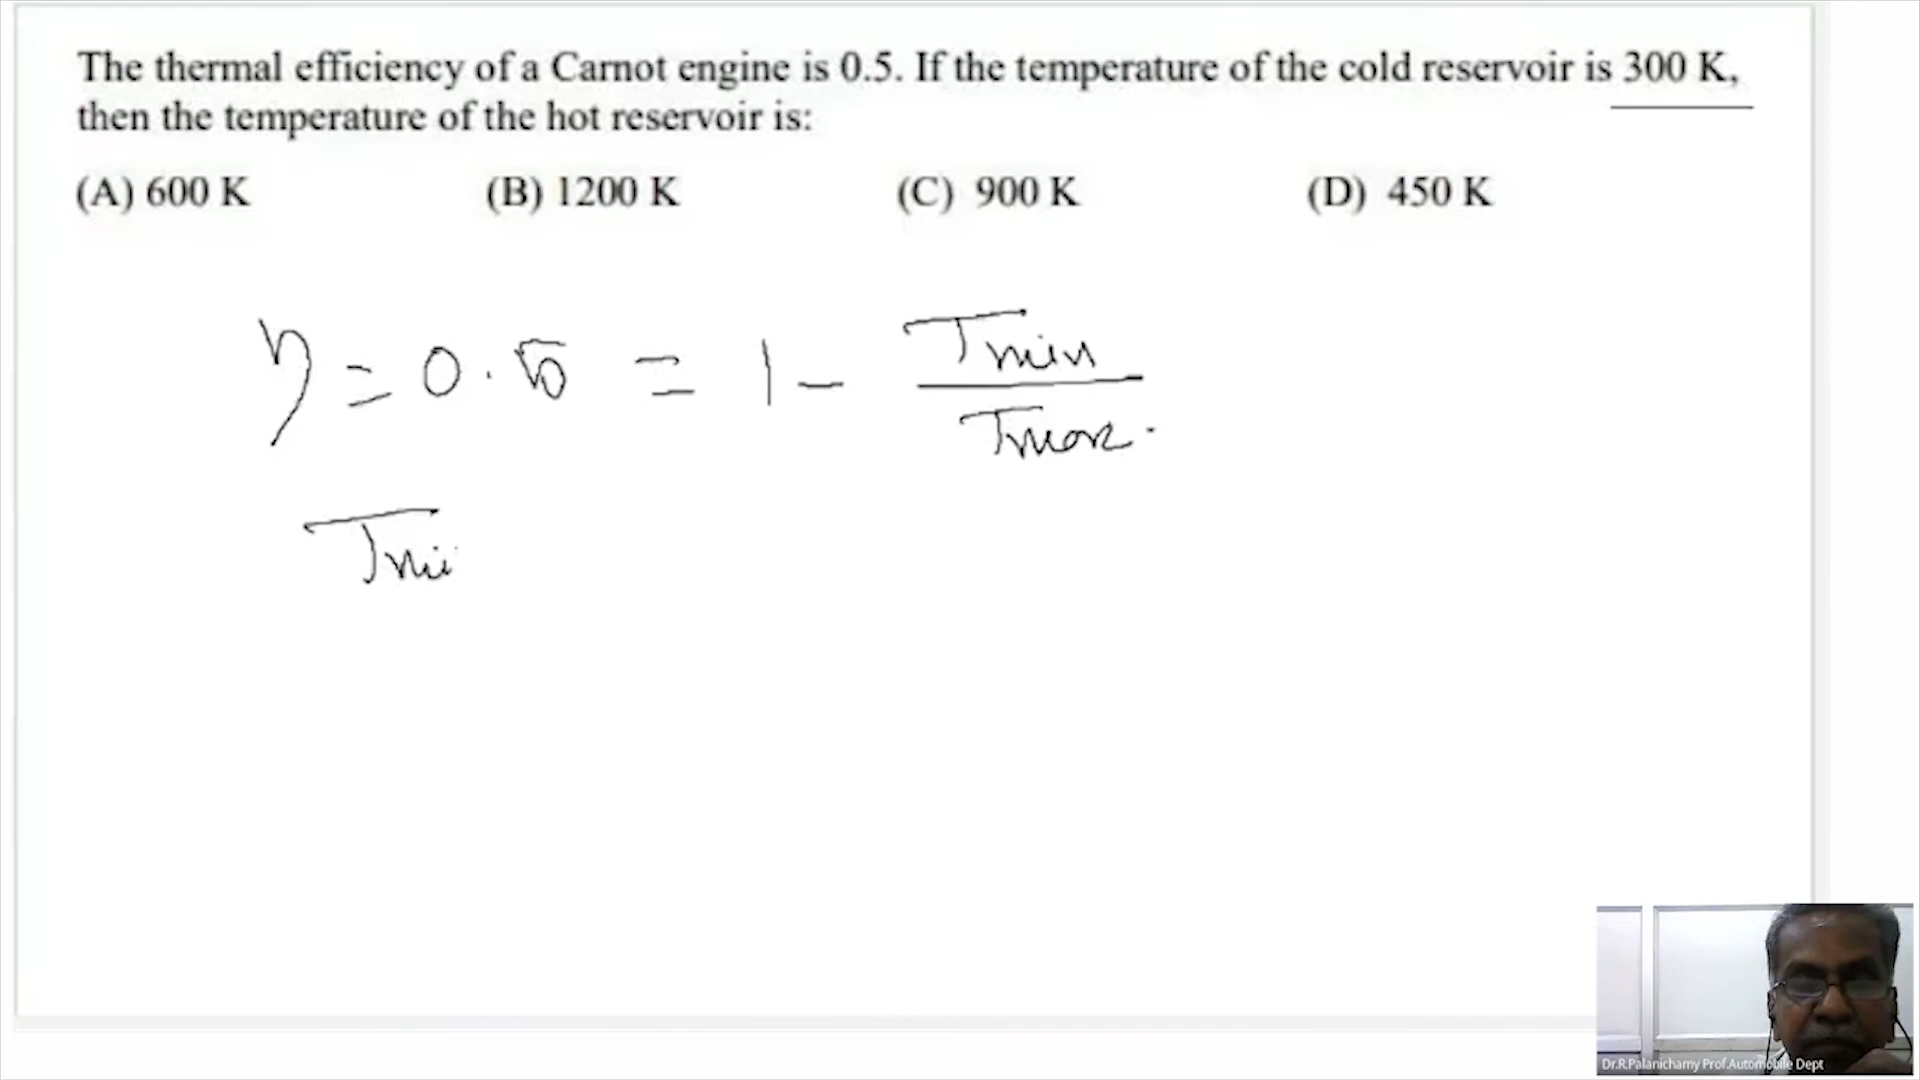 The thermal efficiency of a Carnot engine is 0.5. If the temperature of the cold reservoir is 300 K,
then the temperature of the hot reservoir is:
(A) 600 K (B) 1200 K (C) 900 K (D) 450 K
η = 0.5 = 1 - Tmin / Tmax.
Tmi
Dr.R.Palanichamy Prof.Automobile Dept